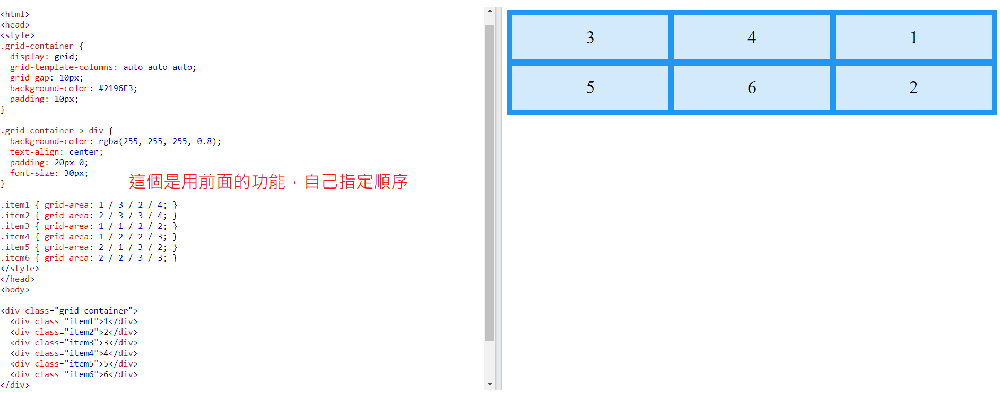 <html>
<head>
<style>
.grid-container {
  display: grid;
  grid-template-columns: auto auto auto;
  grid-gap: 10px;
  background-color: #2196F3;
  padding: 10px;
}
.grid-container > div {
  background-color: rgba(255, 255, 255, 0.8);
  text-align: center;
  padding: 20px 0;
  font-size: 30px;
}
這個是用前面的功能，自己指定順序
.item1 { grid-area: 1 / 3 / 2 / 4; }
.item2 { grid-area: 2 / 3 / 3 / 4; }
.item3 { grid-area: 1 / 1 / 2 / 2; }
.item4 { grid-area: 1 / 2 / 2 / 3; }
.item5 { grid-area: 2 / 1 / 3 / 2; }
.item6 { grid-area: 2 / 2 / 3 / 3; }
</style>
</head>
<body>
<div class="grid-container">
  <div class="item1">1</div>
  <div class="item2">2</div>
  <div class="item3">3</div>
  <div class="item4">4</div>
  <div class="item5">5</div>
  <div class="item6">6</div>
</div>
3 4 1
5 6 2